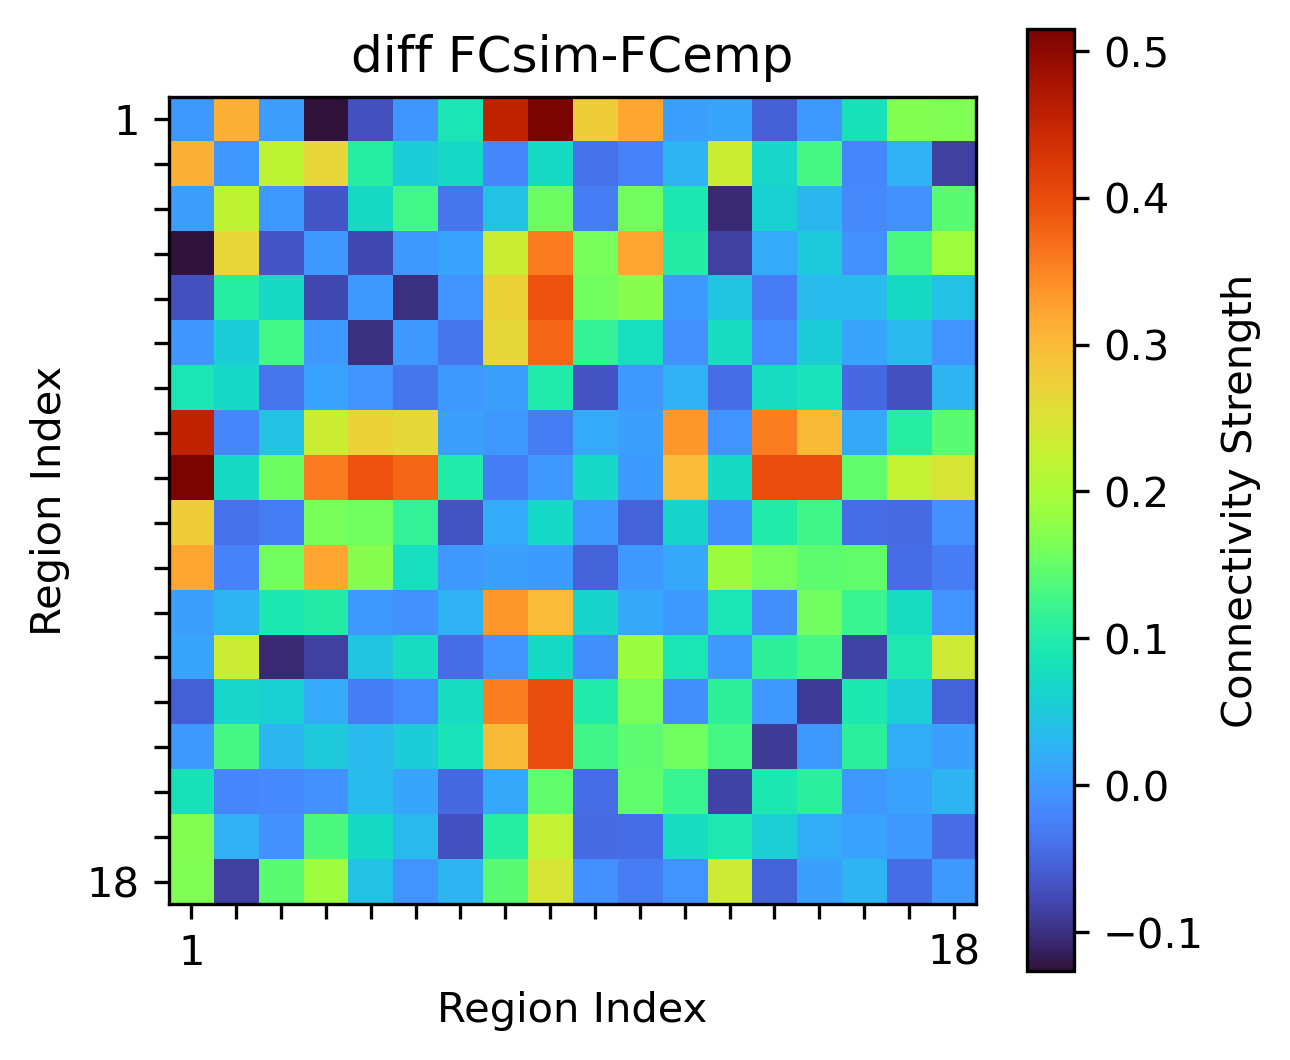 diff FCsim-FCemp
1
18
Region Index
1
18
Region Index
0.5
0.4
0.3
0.2
0.1
0.0
−0.1
Connectivity Strength